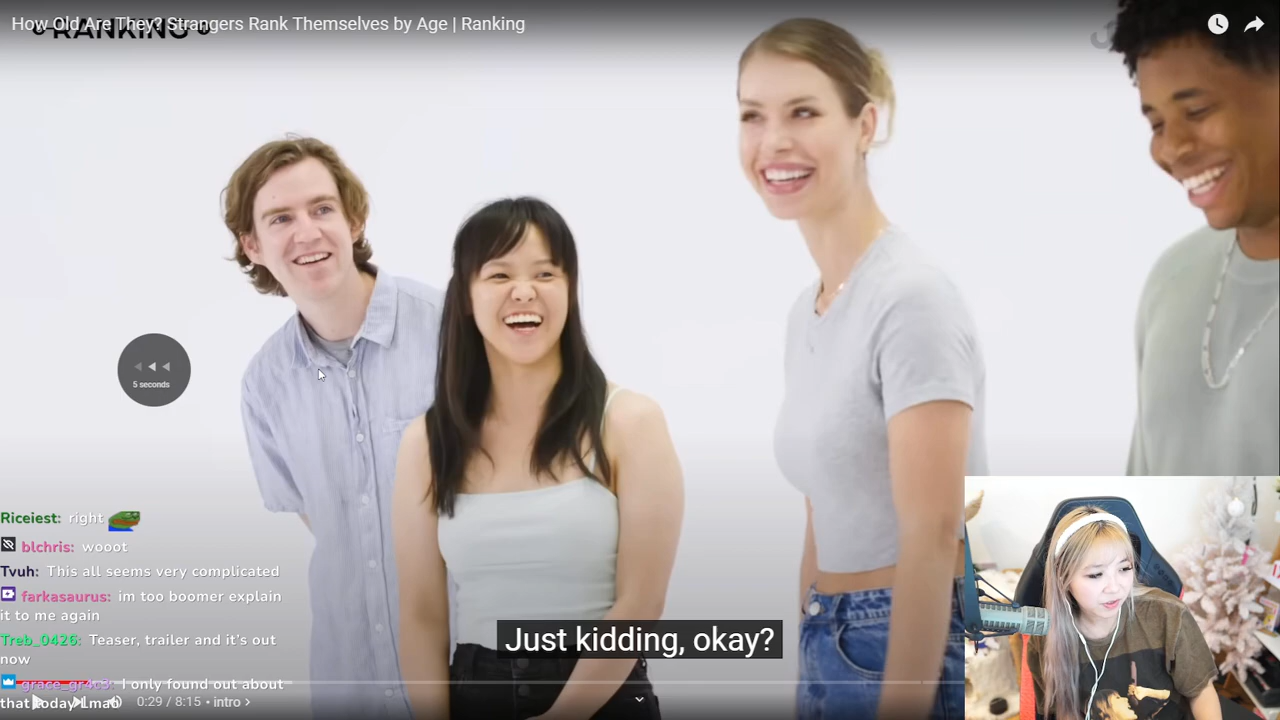 How Old Are They? Strangers Rank Themselves by Age | Ranking
RANKING
5 seconds
Riceiest: right
blchris: wooot
Tvuh: This all seems very complicated
farkasaurus: im too boomer explain
it to me again
Treb_0426: Teaser, trailer and it's out
now
grace_gr4c3: I only found out about
that today
Just kidding, okay?
0:29 / 8:15 • intro